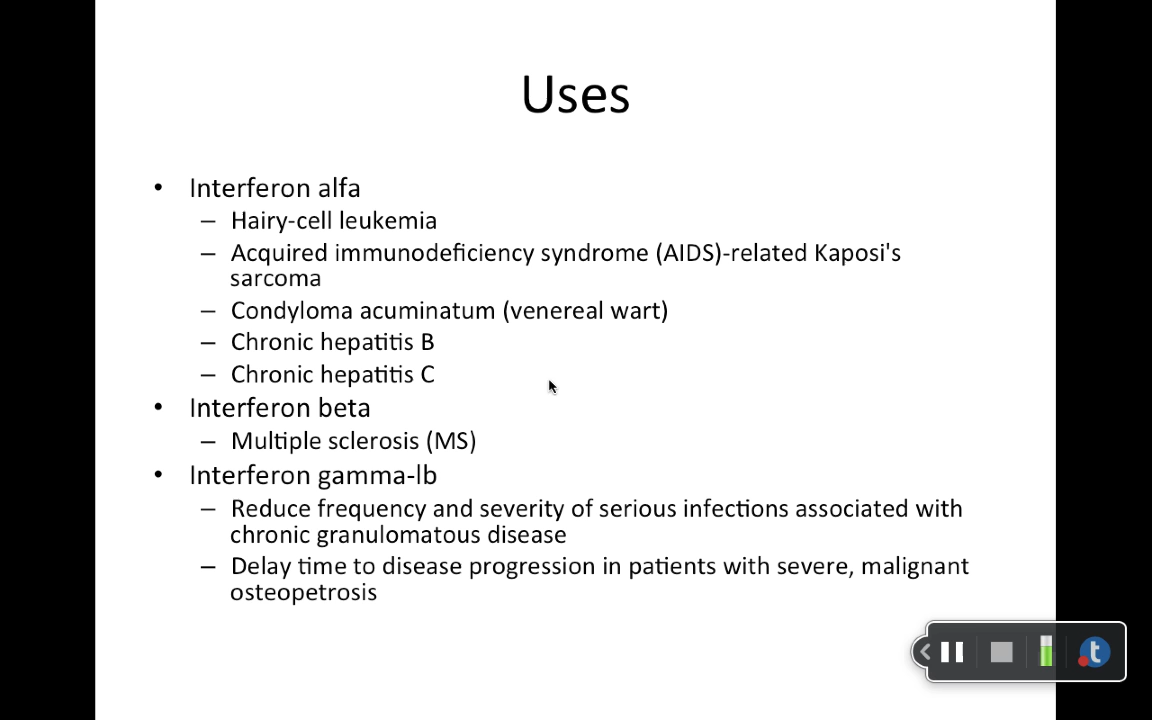 Uses
• Interferon alfa
– Hairy-cell leukemia
– Acquired immunodeficiency syndrome (AIDS)-related Kaposi's
sarcoma
– Condyloma acuminatum (venereal wart)
– Chronic hepatitis B
– Chronic hepatitis C
• Interferon beta
– Multiple sclerosis (MS)
• Interferon gamma-lb
– Reduce frequency and severity of serious infections associated with
chronic granulomatous disease
– Delay time to disease progression in patients with severe, malignant
osteopetrosis
t